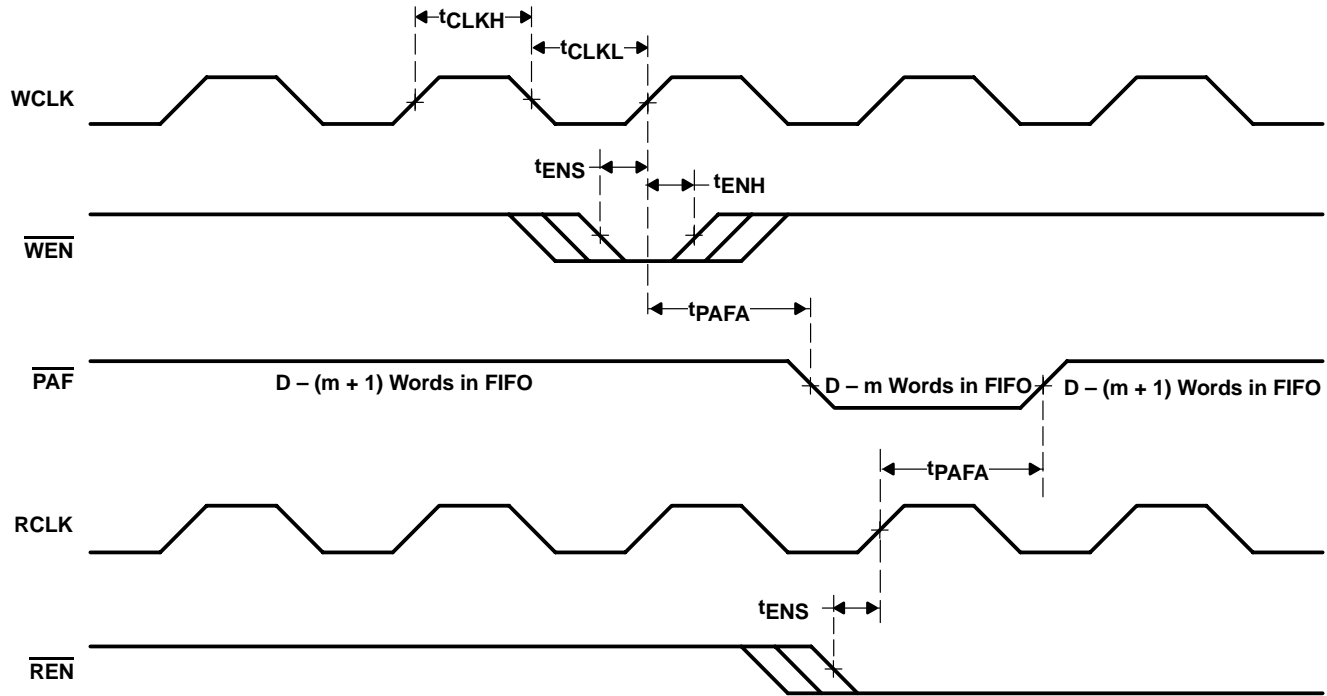 tCLKH
tCLKL
WCLK
tENS
tENH
WEN
tPAFA
PAF
D – (m + 1) Words in FIFO
D – m Words in FIFO
D – (m + 1) Words in FIFO
tPAFA
RCLK
tENS
REN